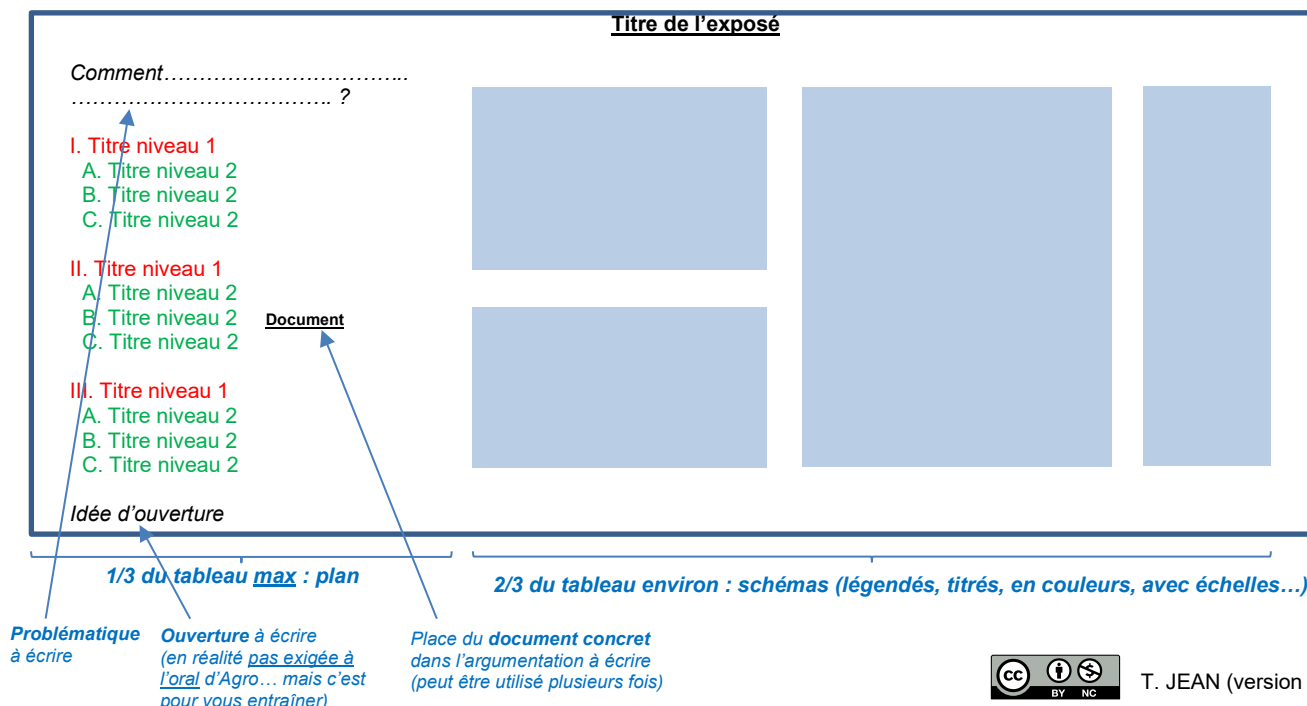 Titre de l'exposé
Comment……………………………..
………………………………. ?
I. Titre niveau 1
A. Titre niveau 2
B. Titre niveau 2
C. Titre niveau 2
II. Titre niveau 1
A. Titre niveau 2
B. Titre niveau 2
Document
C. Titre niveau 2
III. Titre niveau 1
A. Titre niveau 2
B. Titre niveau 2
C. Titre niveau 2
Idée d'ouverture
1/3 du tableau max : plan
2/3 du tableau environ : schémas (légendés, titrés, en couleurs, avec échelles…)
Problématique
à écrire
Ouverture à écrire
(en réalité pas exigée à
l'oral d'Agro… mais c'est
pour vous entraîner)
Place du document concret
dans l'argumentation à écrire
(peut être utilisé plusieurs fois)
CC BY NC
T. JEAN (version